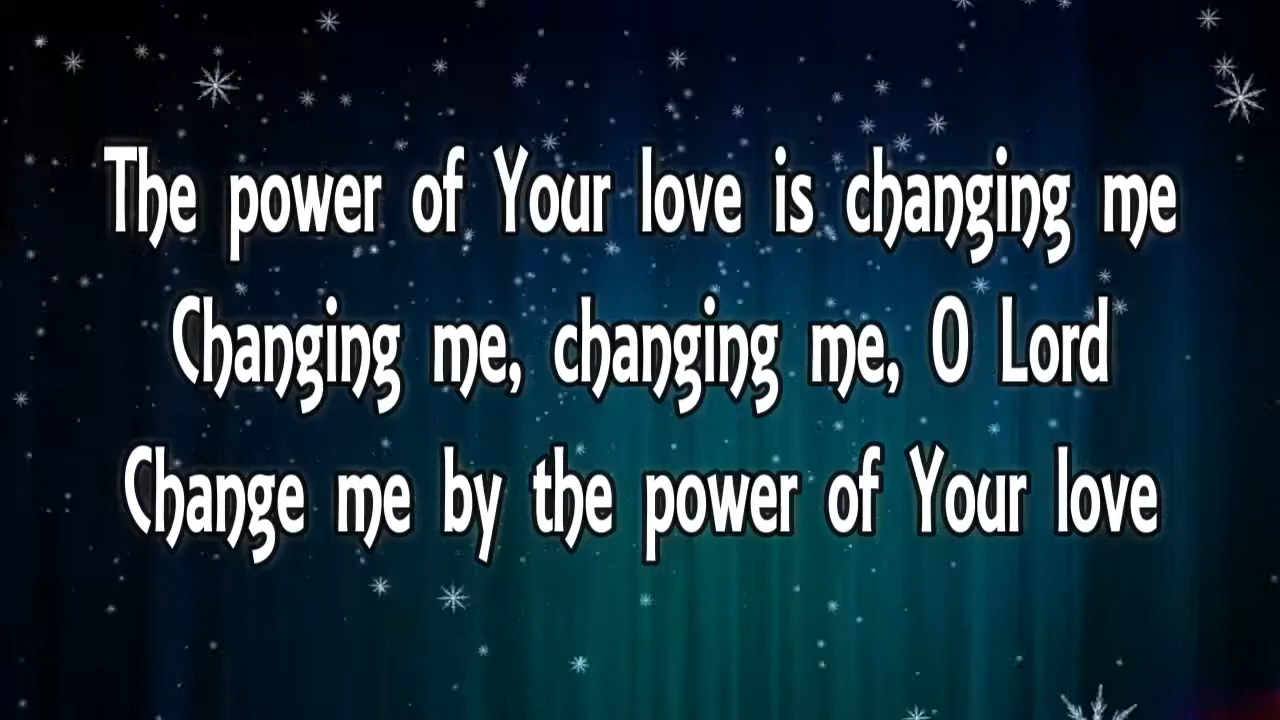 The power of Your love is changing me
Changing me, changing me, O Lord
Change me by the power of Your love